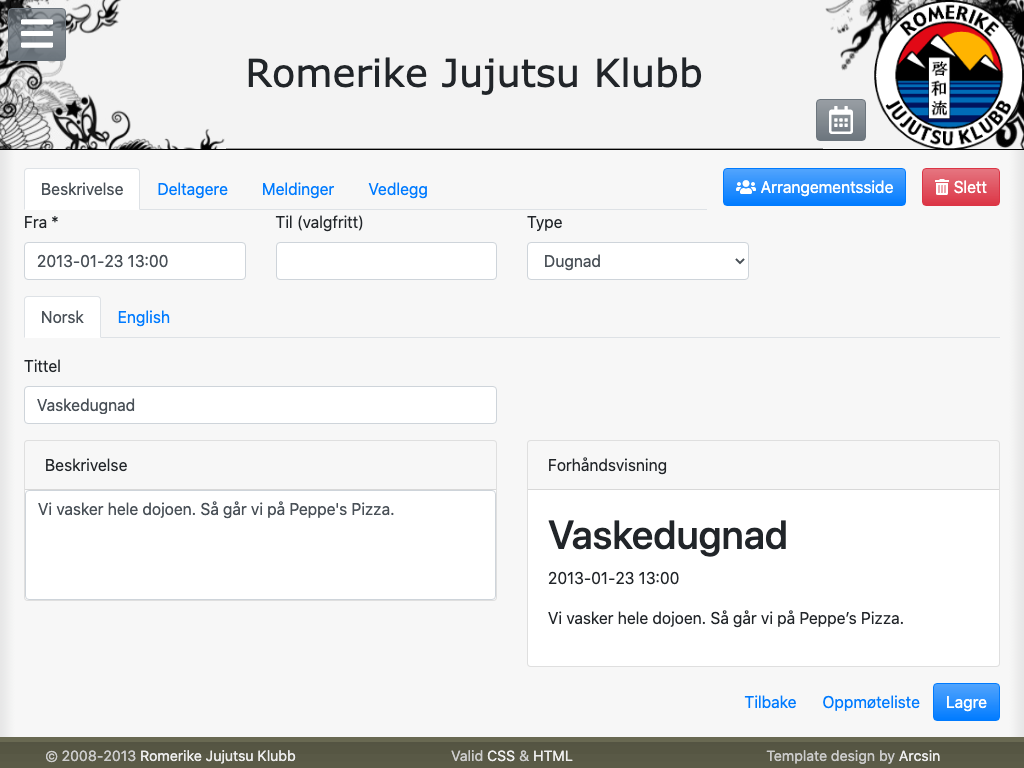 Romerike Jujutsu Klubb
ROMERIKE
啓和流
JUJUTSU KLUBB
Beskrivelse Deltagere Meldinger Vedlegg Arrangementsside Slett
Fra * Til (valgfritt) Type
2013-01-23 13:00 Dugnad
Norsk English
Tittel
Vaskedugnad
Beskrivelse
Vi vasker hele dojoen. Så går vi på Peppe's Pizza.
Forhåndsvisning
Vaskedugnad
2013-01-23 13:00
Vi vasker hele dojoen. Så går vi på Peppe’s Pizza.
Tilbake Oppmøteliste Lagre
© 2008-2013 Romerike Jujutsu Klubb Valid CSS & HTML Template design by Arcsin